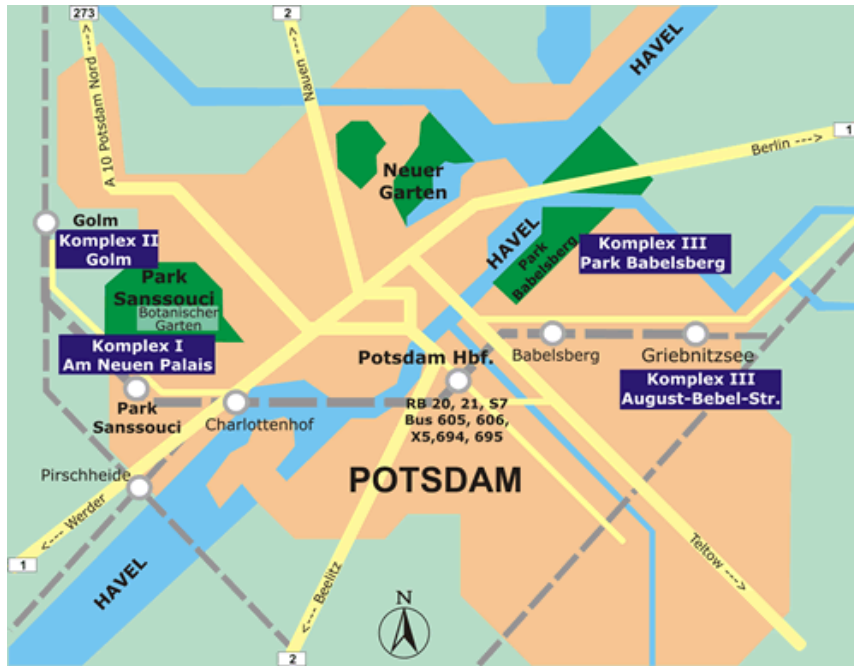 273
2
1
A 10 Potsdam Nord --->
Nauen --->
HAVEL
Berlin --->
Neuer
Garten
Golm
Komplex II
Golm
HAVEL
Park
Babelsberg
Komplex III
Park Babelsberg
Park
Sanssouci
Botanischer
Garten
Komplex I
Am Neuen Palais
Potsdam Hbf.
Babelsberg
Griebnitzsee
Komplex III
August-Bebel-Str.
Park
Sanssouci
Charlottenhof
RB 20, 21, S7
Bus 605, 606,
X5,694, 695
Pirschheide
POTSDAM
<--- Werder
1
HAVEL
<--- Beelitz
2
Teltow --->
N